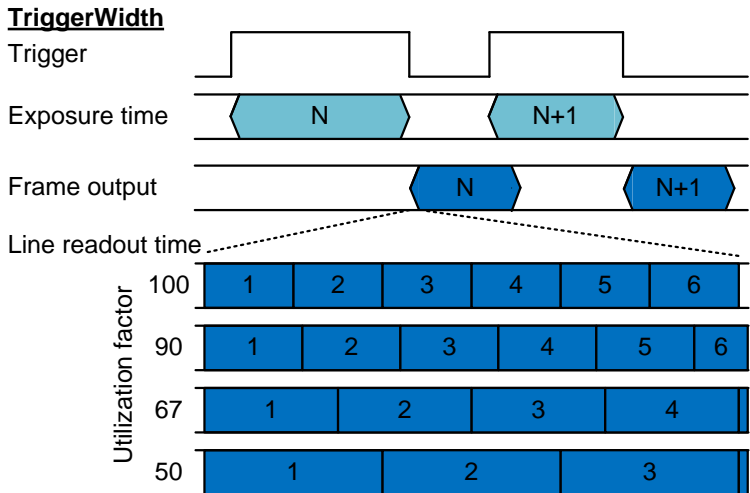 TriggerWidth
Trigger
Exposure time N N+1
Frame output N N+1
Line readout time
Utilization factor
100 1 2 3 4 5 6
90 1 2 3 4 5 6
67 1 2 3 4
50 1 2 3